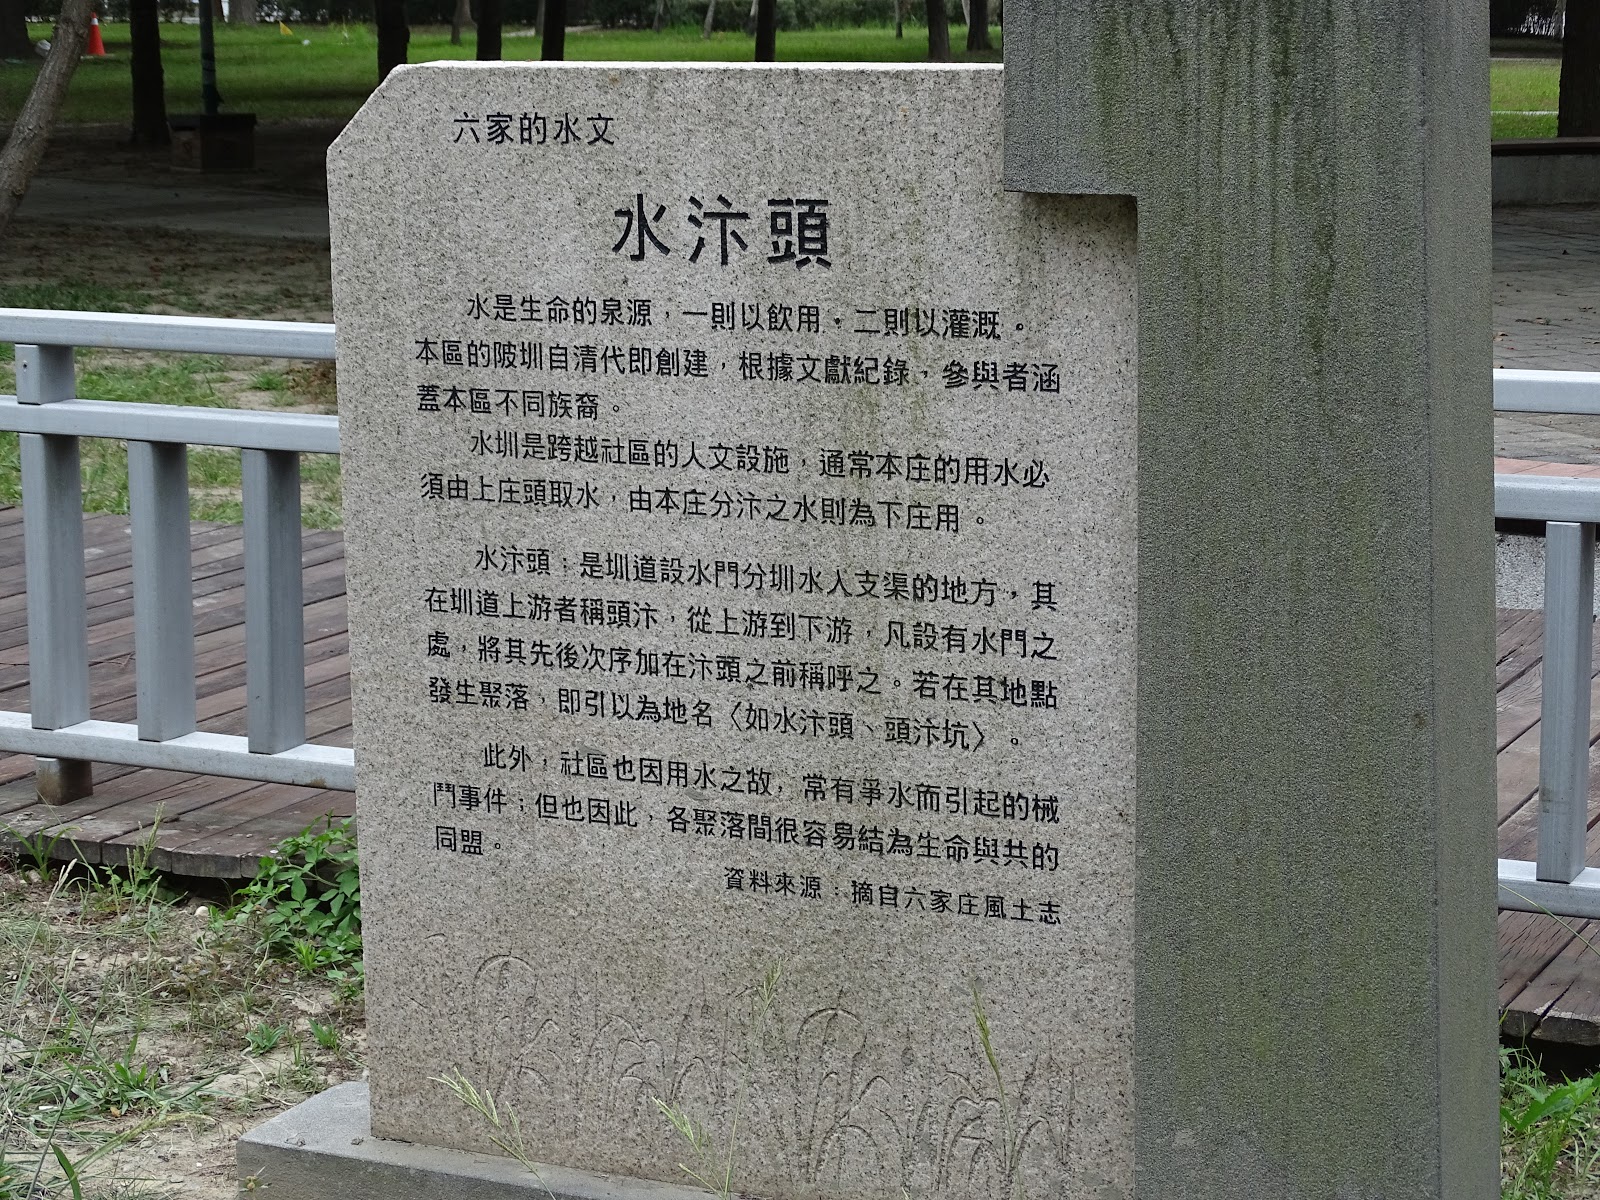 六家的水文
水汴頭
水是生命的泉源，一則以飲用。二則以灌溉。
本區的陂圳自清代即創建，根據文獻紀錄，參與者涵
蓋本區不同族裔。
水圳是跨越社區的人文設施，通常本庄的用水必
須由上庄頭取水，由本庄分汴之水則為下庄用。
水汴頭：是圳道設水門分圳水入支渠的地方，其
在圳道上游者稱頭汴，從上游到下游，凡設有水門之
處，將其先後次序加在汴頭之前稱呼之。若在其地點
發生聚落，即引以為地名〈如水汴頭、頭汴坑〉。
此外，社區也因用水之故，常有爭水而引起的械
鬥事件；但也因此，各聚落間很容易結為生命與共的
同盟。
資料來源：摘自六家庄風土志